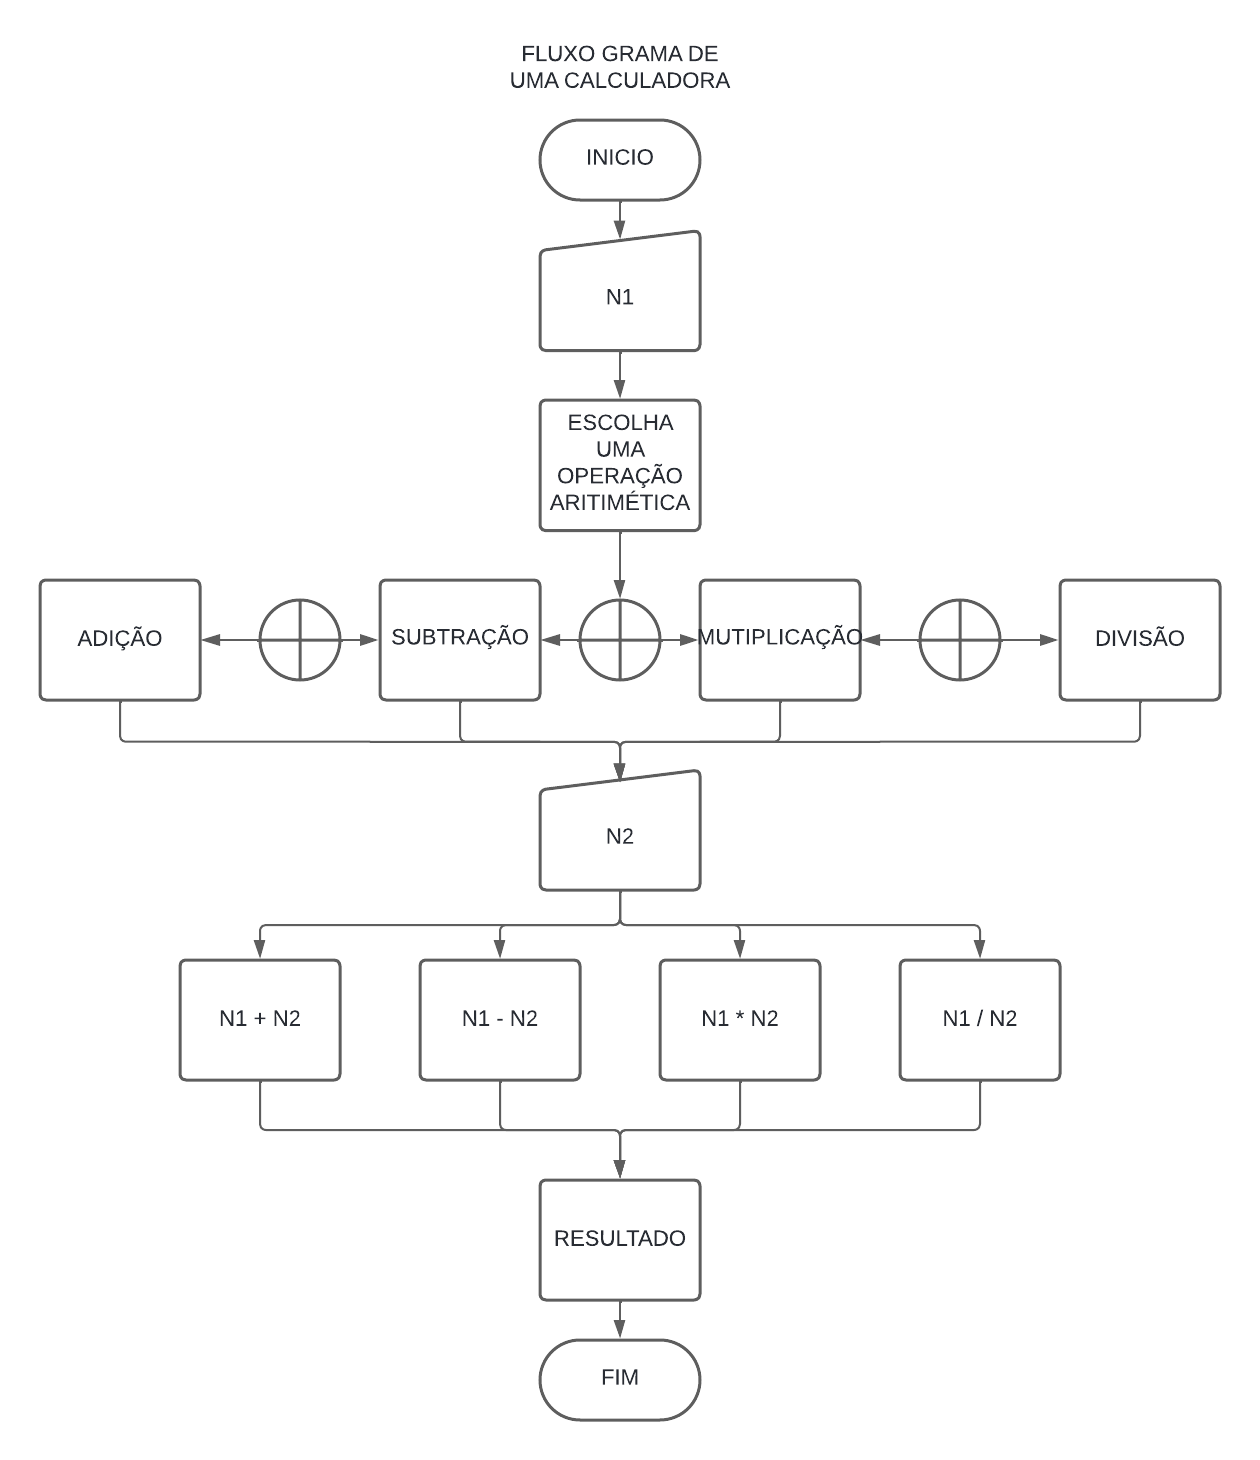 FLUXO GRAMA DE
UMA CALCULADORA
INICIO
N1
ESCOLHA
UMA
OPERAÇÃO
ARITIMÉTICA
ADIÇÃO
SUBTRAÇÃO
MUTIPLICAÇÃO
DIVISÃO
N2
N1 + N2
N1 - N2
N1 * N2
N1 / N2
RESULTADO
FIM